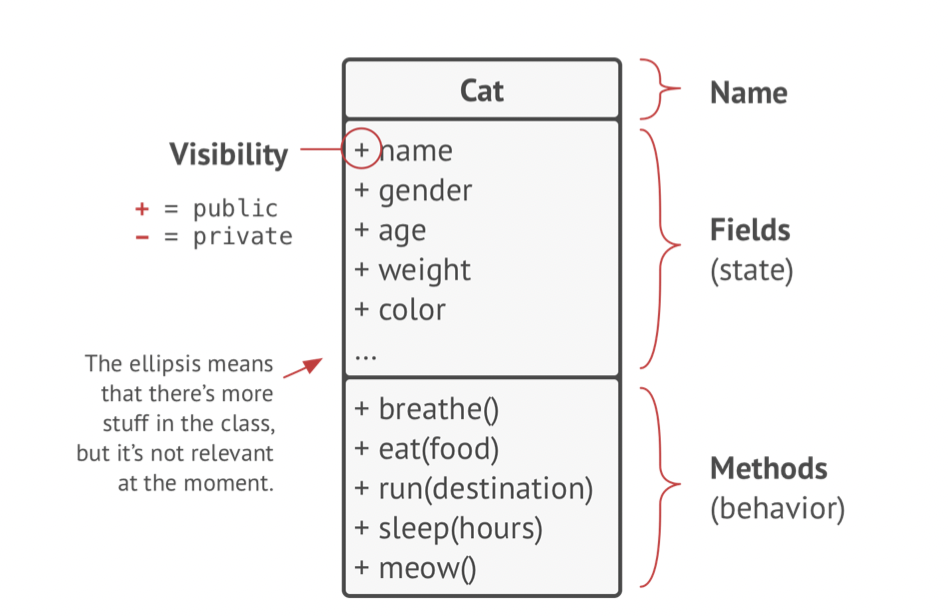 Cat
Name
Visibility
+ = public
− = private
+ name
+ gender
+ age
+ weight
+ color
...
Fields
(state)
The ellipsis means
that there’s more
stuff in the class,
but it’s not relevant
at the moment.
+ breathe()
+ eat(food)
+ run(destination)
+ sleep(hours)
+ meow()
Methods
(behavior)